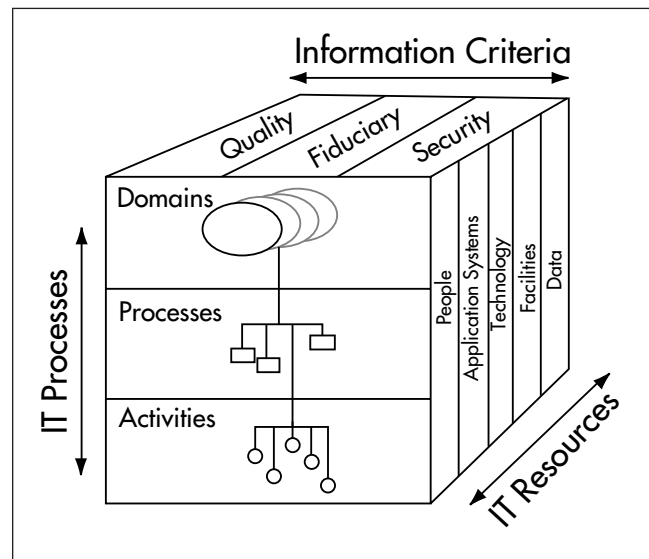 Information Criteria
Quality
Fiduciary
Security
Domains
Processes
Activities
IT Processes
People
Application Systems
Technology
Facilities
Data
IT Resources